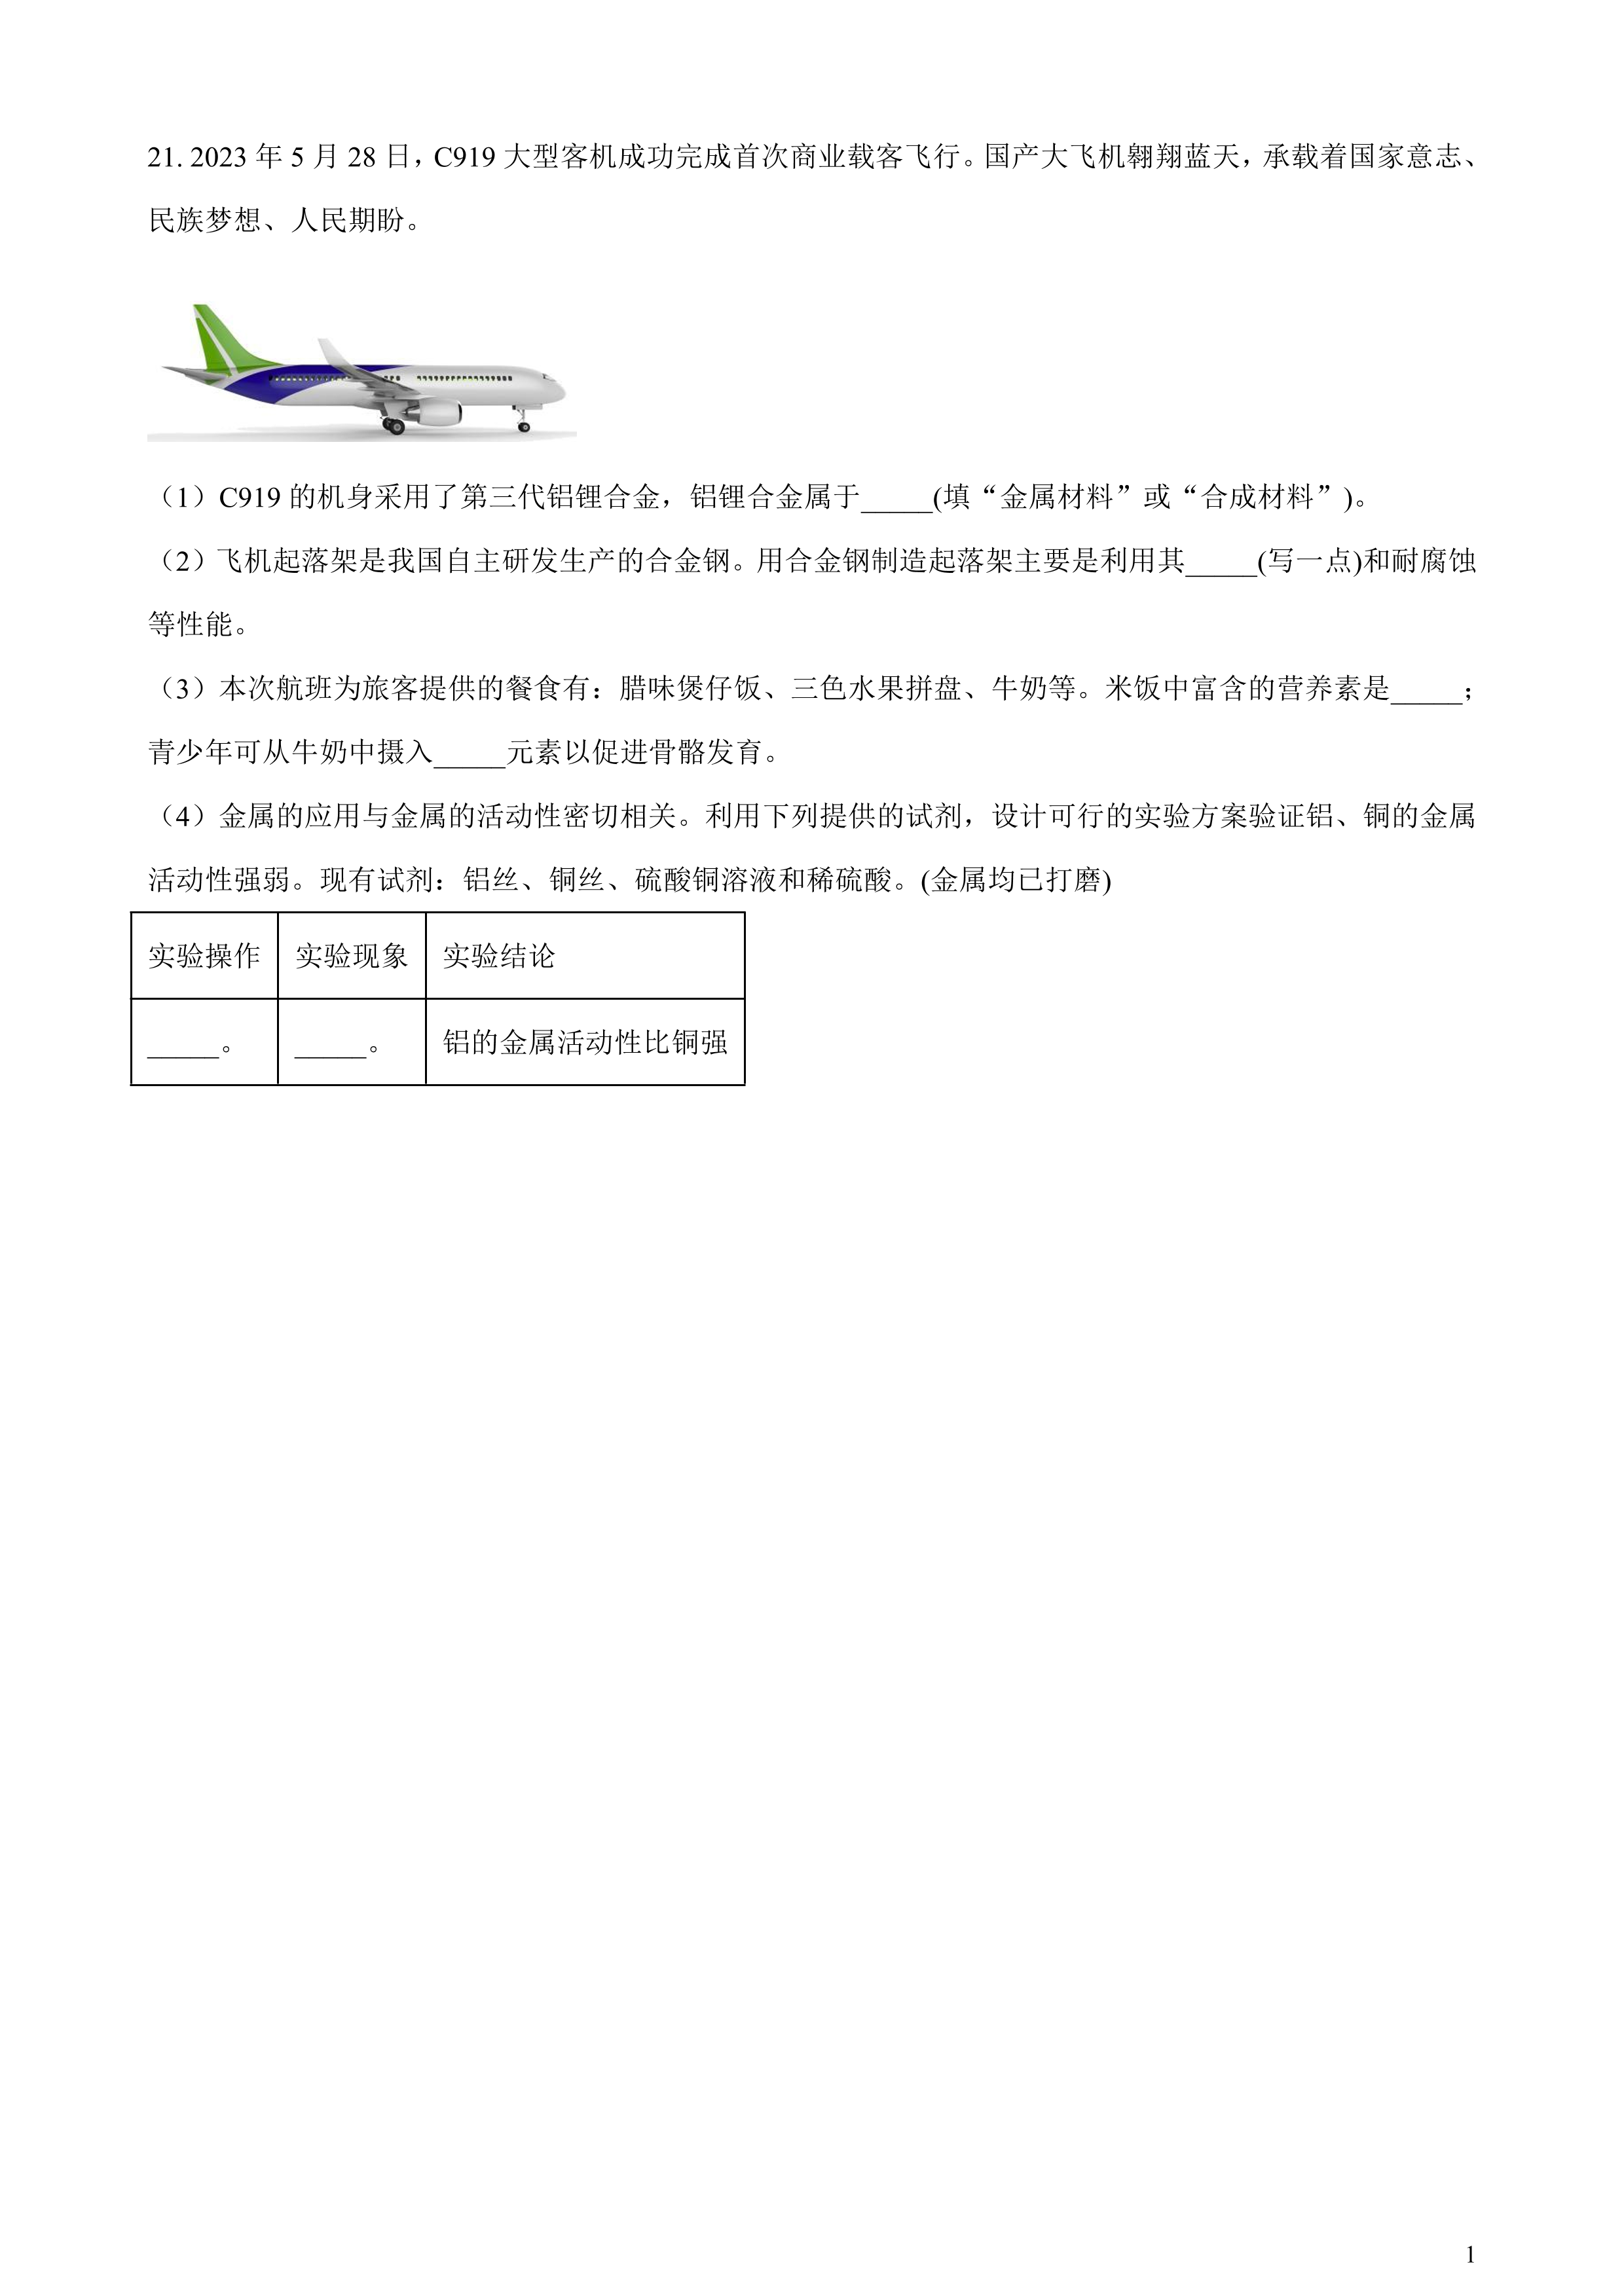 21. 2023 年 5 月 28 日，C919 大型客机成功完成首次商业载客飞行。国产大飞机翱翔蓝天，承载着国家意志、
民族梦想、人民期盼。
（1）C919 的机身采用了第三代铝锂合金，铝锂合金属于_____(填“金属材料”或“合成材料”)。
（2）飞机起落架是我国自主研发生产的合金钢。用合金钢制造起落架主要是利用其_____(写一点)和耐腐蚀
等性能。
（3）本次航班为旅客提供的餐食有：腊味煲仔饭、三色水果拼盘、牛奶等。米饭中富含的营养素是_____；
青少年可从牛奶中摄入_____元素以促进骨骼发育。
（4）金属的应用与金属的活动性密切相关。利用下列提供的试剂，设计可行的实验方案验证铝、铜的金属
活动性强弱。现有试剂：铝丝、铜丝、硫酸铜溶液和稀硫酸。(金属均已打磨)
实验操作 实验现象 实验结论
_____。 _____。 铝的金属活动性比铜强
1